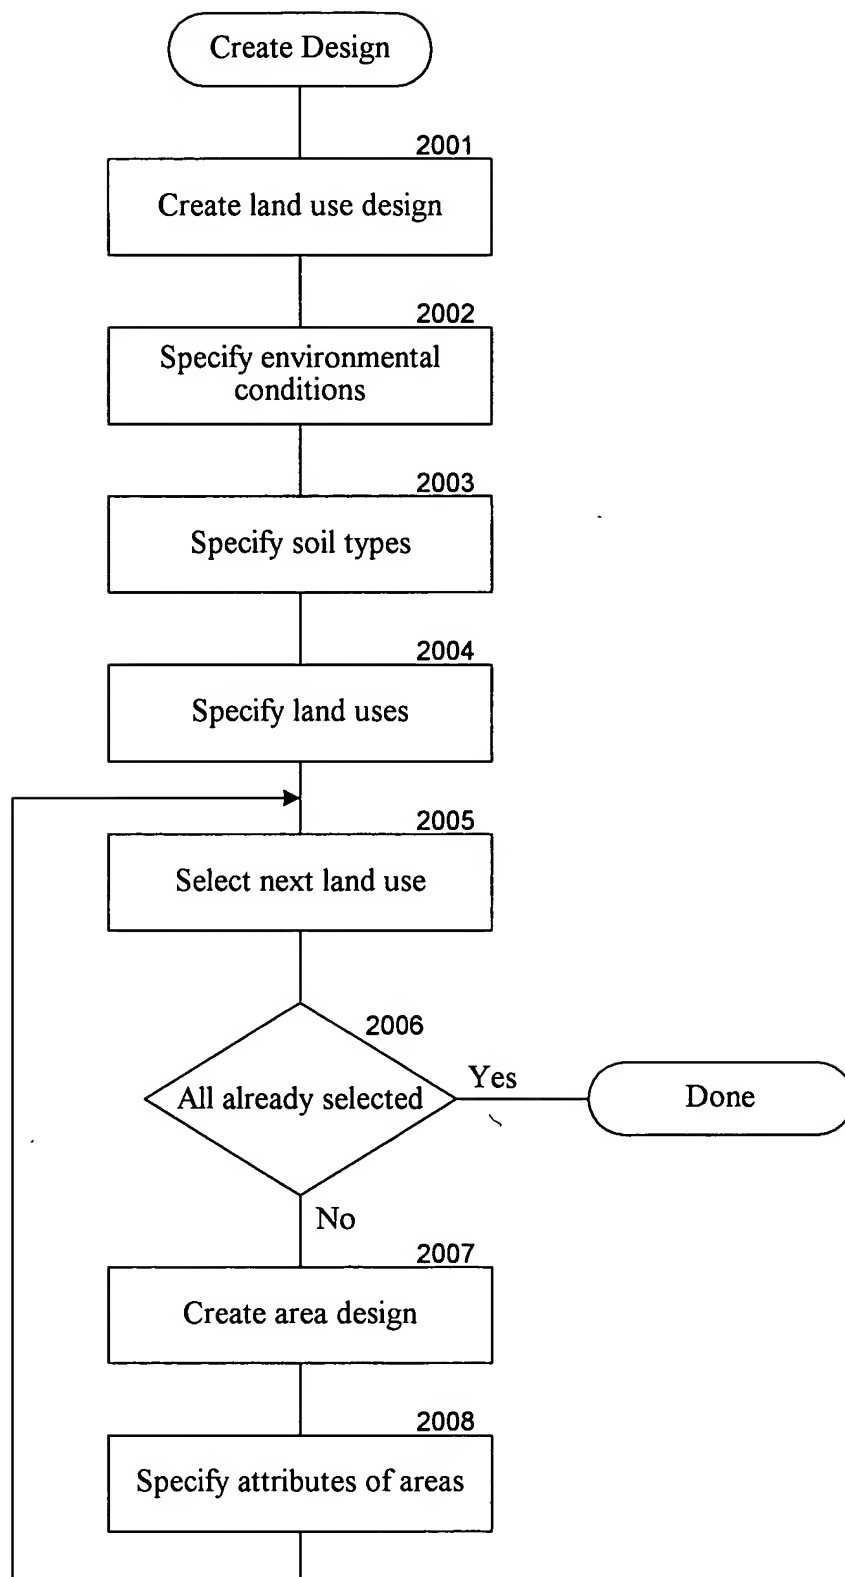 Create Design
2001
Create land use design
2002
Specify environmental
conditions
2003
Specify soil types
2004
Specify land uses
2005
Select next land use
2006
All already selected
Yes
Done
No
2007
Create area design
2008
Specify attributes of areas